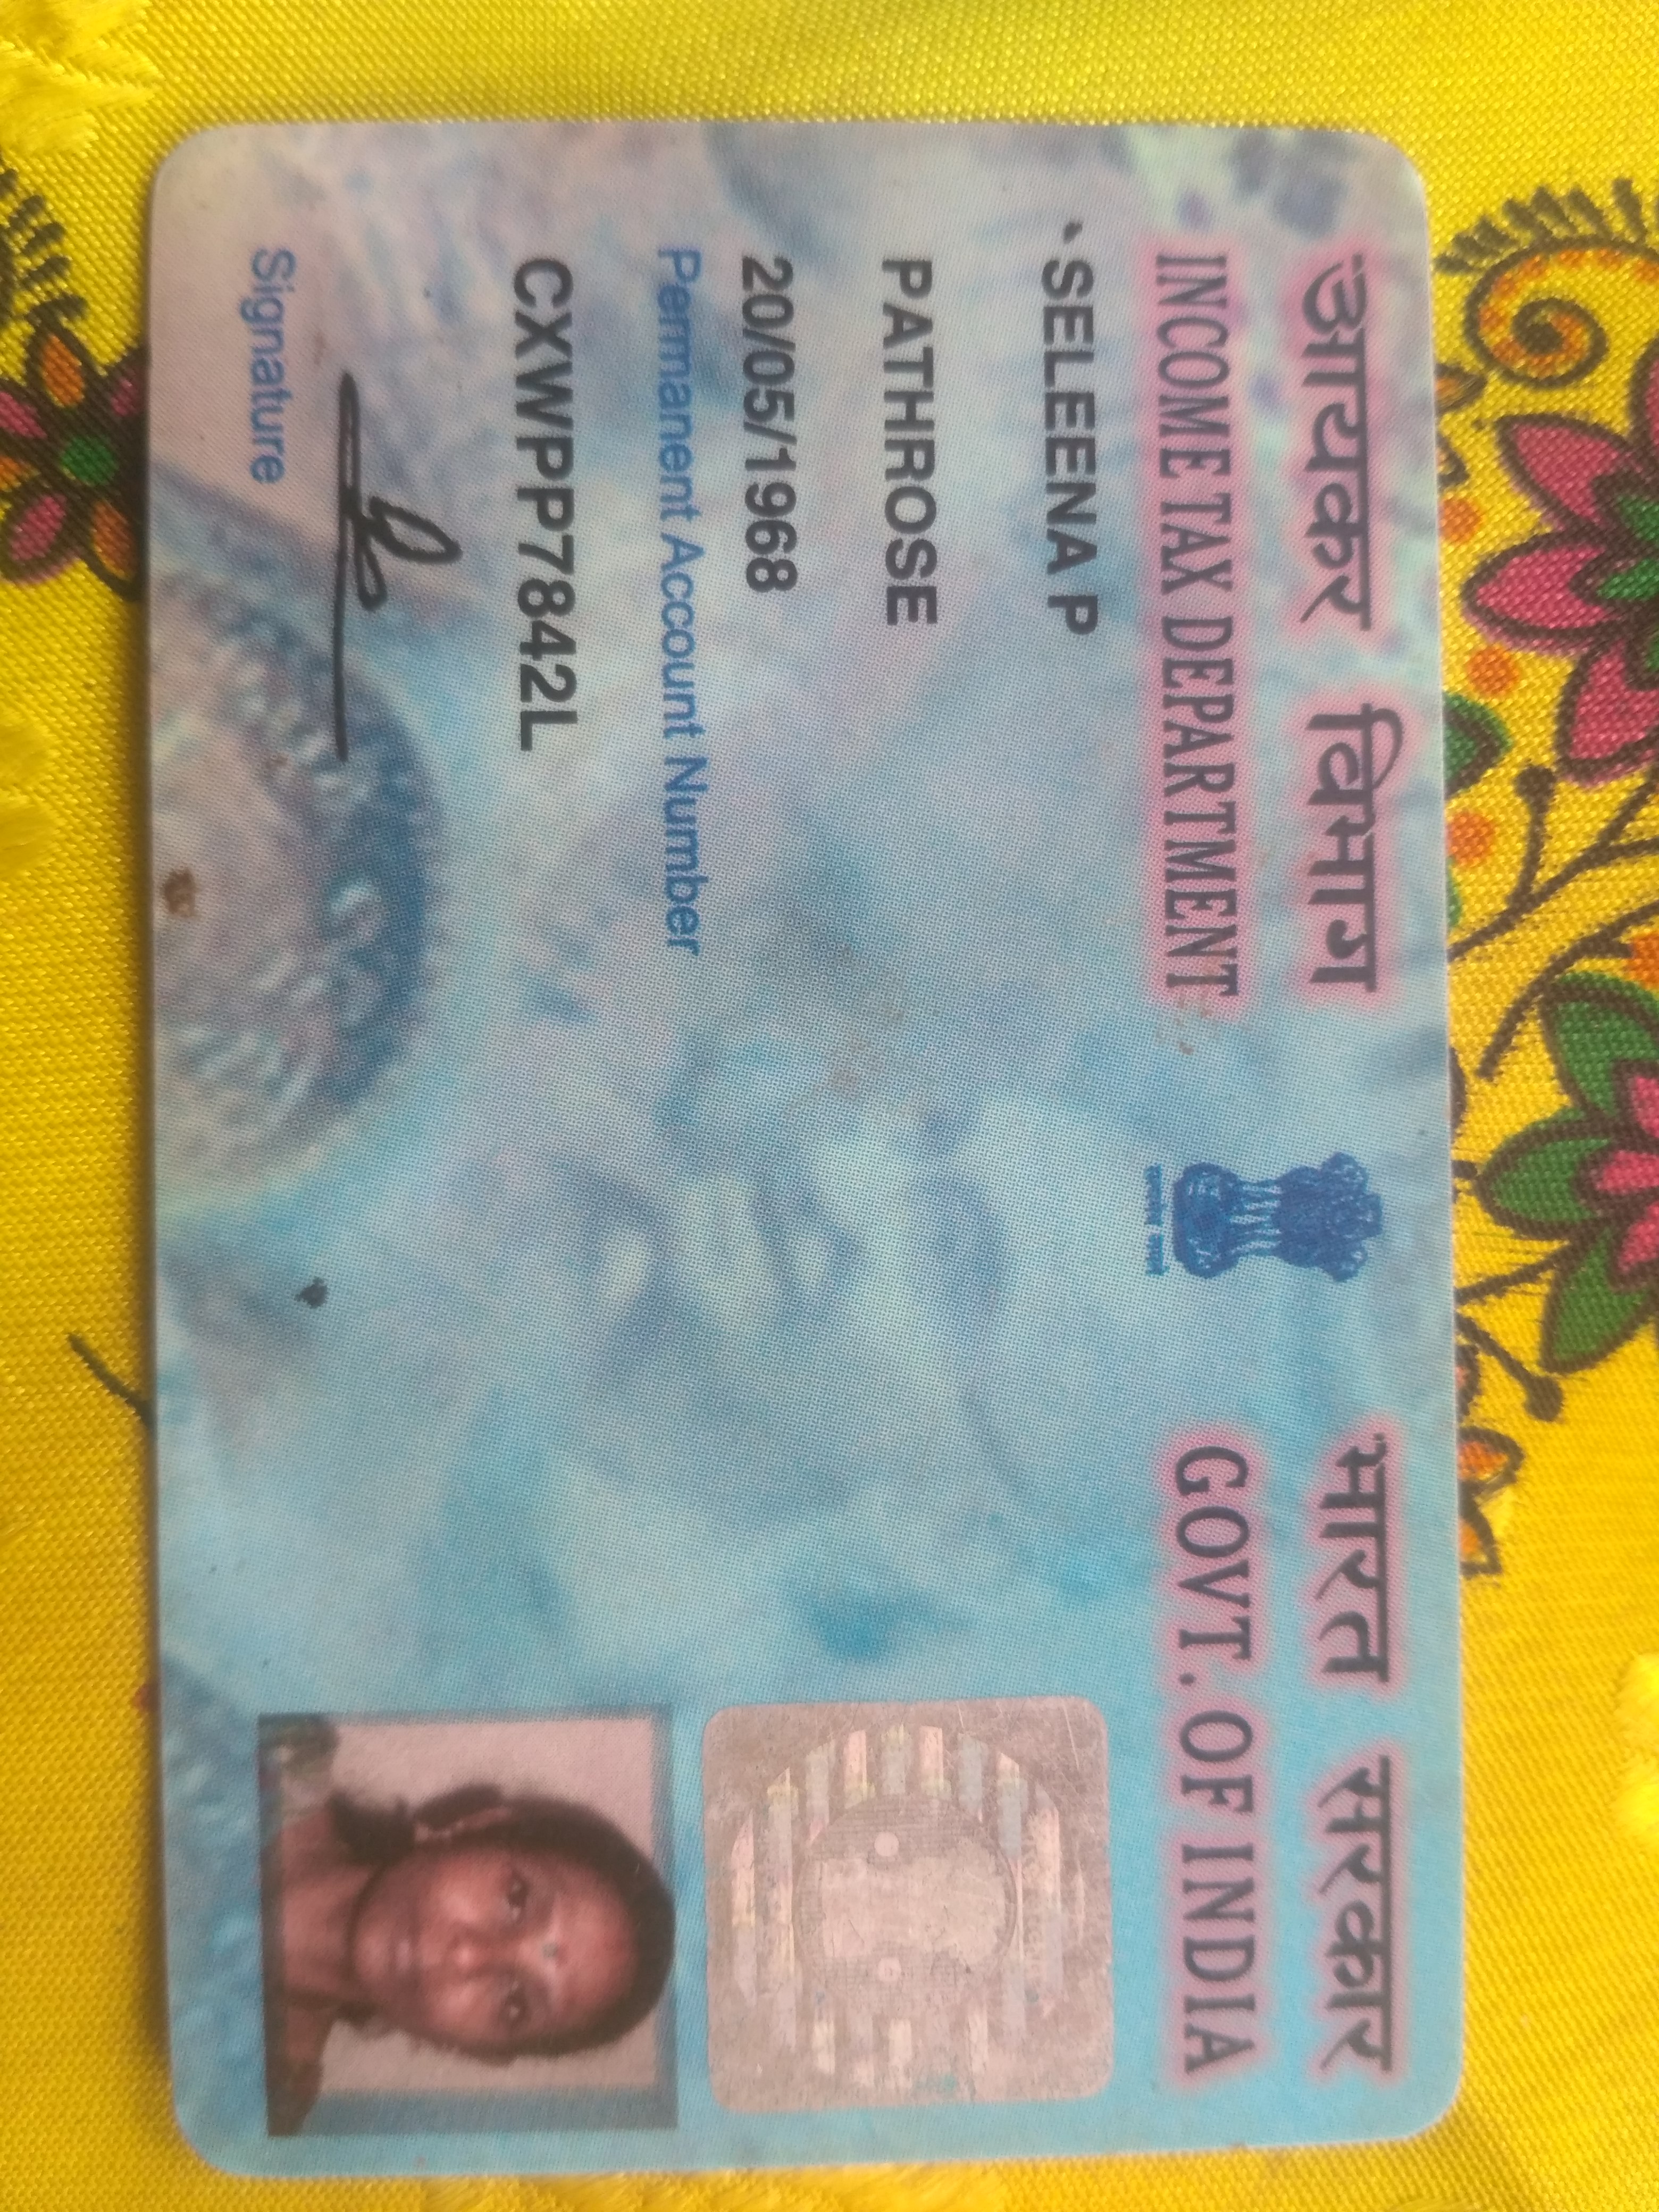 आयकर विभाग
INCOME TAX DEPARTMENT
भारत सरकार
GOVT. OF INDIA
सत्यमेव जयते
SELEENA P
PATHROSE
20/05/1968
Permanent Account Number
CXWPP7842L
Signature